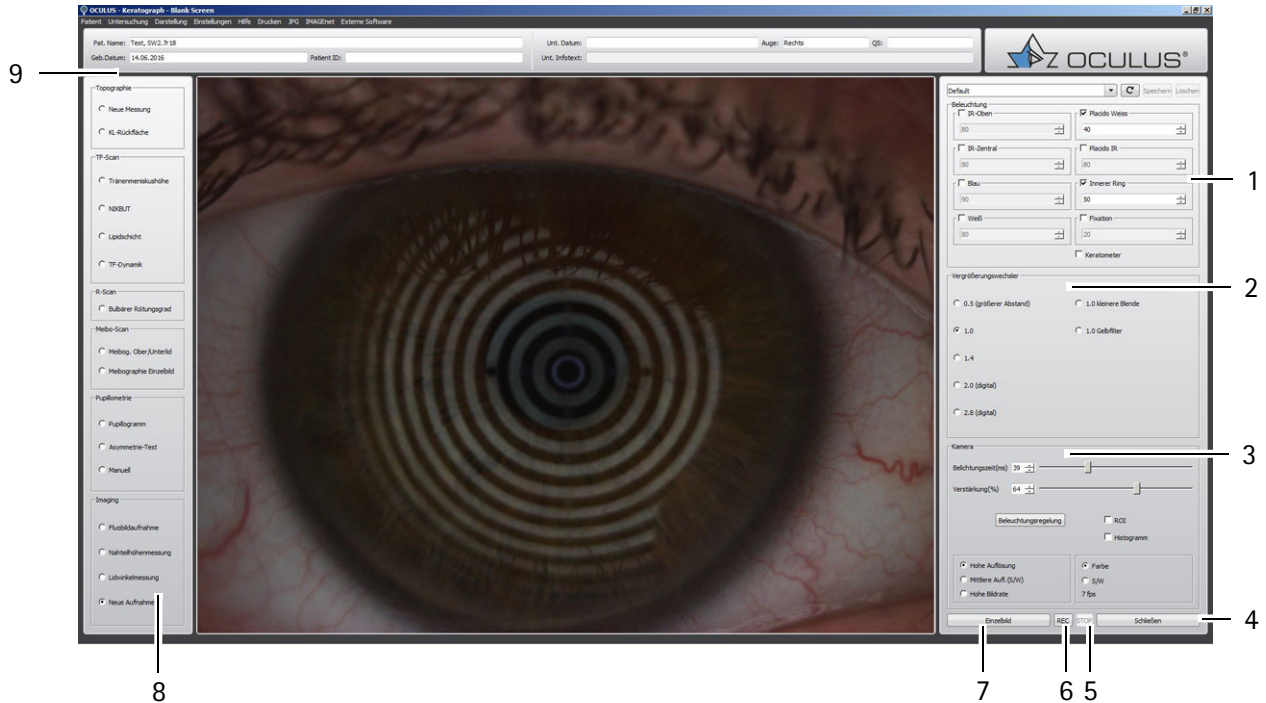 OCULUS - Keratograph - Blank Screen
Patient Untersuchung Darstellung Einstellungen Hilfe Drucken JPG IMAGEnet Externe Software
Pat. Name: Test, SW2.7r18
Unt. Datum: Auge: Rechts QS:
Geb.Datum: 14.06.2016 Patient ID:
Unt. Infotext:
OCULUS®
9
Topographie
Neue Messung
KL-Rückfläche
TF-Scan
Tränenmeniskushöhe
NIKBUT
Lipidschicht
TF-Dynamik
R-Scan
Bulbärer Rötungsgrad
Meibo-Scan
Meibog. Ober/Unterlid
Meibographie Einzelbild
Pupillometrie
Pupillogramm
Asymmetrie-Test
Manuell
Imaging
Fluobildaufnahme
Nahteilhöhenmessung
Lidwinkelmessung
Neue Aufnahme
8
Default Speichern Löschen
Beleuchtung
IR-Oben Placido Weiss
80 40
IR-Zentral Placido IR
80 80
1
Blau Innerer Ring
90 50
Weiß Fixation
80 20
Keratometer
Vergrößerungswechsler
2
0.5 (größerer Abstand) 1.0 kleinere Blende
1.0 1.0 Gelbfilter
1.4
2.0 (digital)
2.8 (digital)
Kamera
3
Belichtungszeit(ms) 39
Verstärkung(%) 64
Beleuchtungsregelung ROI
Histogramm
Hohe Auflösung Farbe
Mittlere Aufl.(S/W) S/W
Hohe Bildrate 7 fps
Einzelbild REC STOP Schließen
4
7 6 5